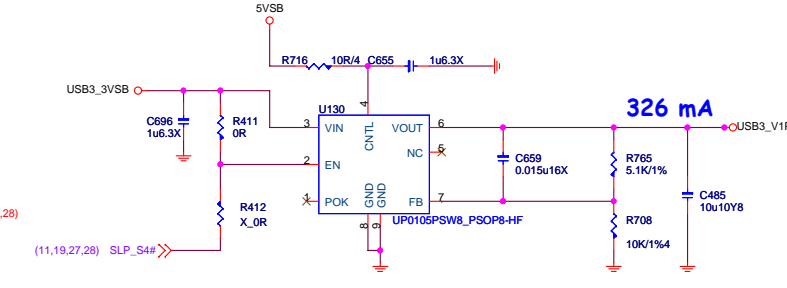 5VSB
R716 10R/4 C655 1u6.3X
USB3_3VSB
326 mA
C696
1u6.3X
R411
0R
U130
4
3 VIN
CNTL
VOUT 6
USB3_V1P
2 EN
NC 5
C659
0.015u16X
R765
5.1K/1%
1 POK
GND
GND
FB 7
C485
10u10Y8
R412
X_0R
8
9
UP0105PSW8_PSOP8-HF
R708
10K/1%4
,28)
(11,19,27,28) SLP_S4#